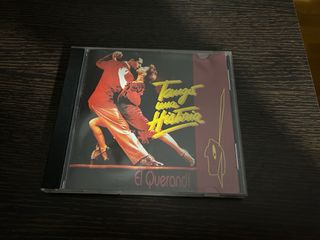 Tango
una
Historia
El Querandí